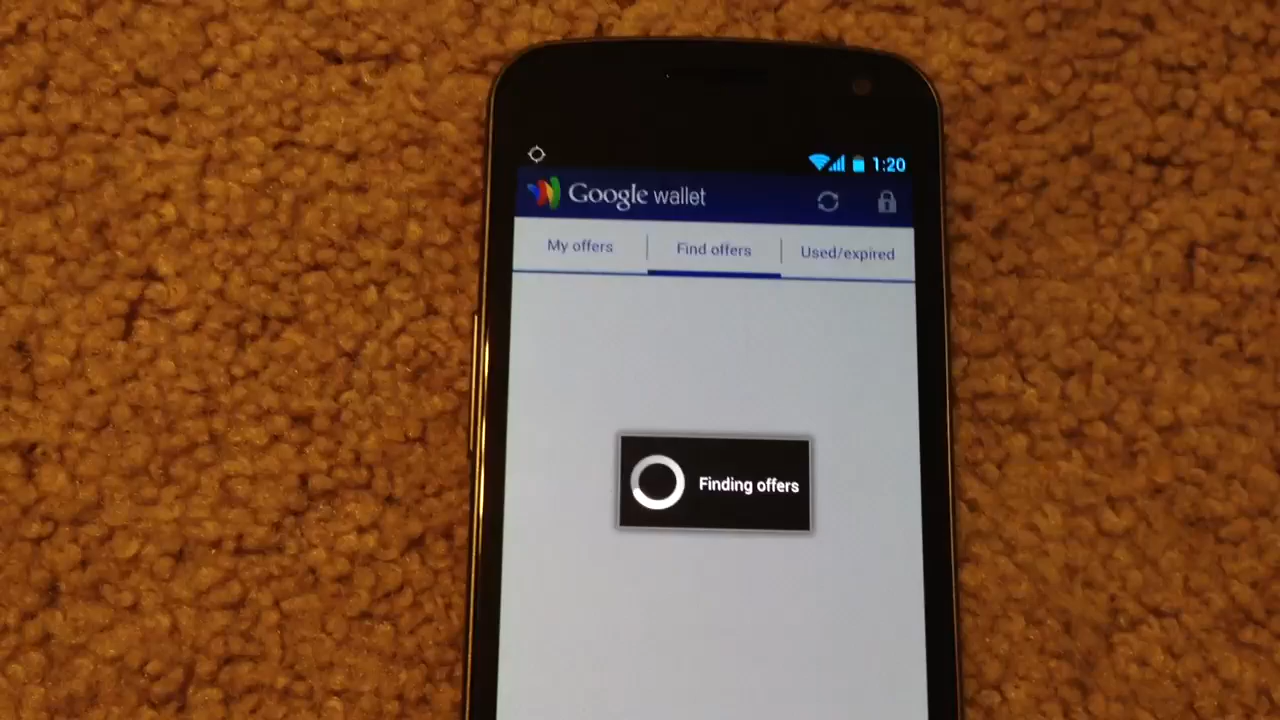 1:20
Google wallet
My offers
Find offers
Used/expired
Finding offers